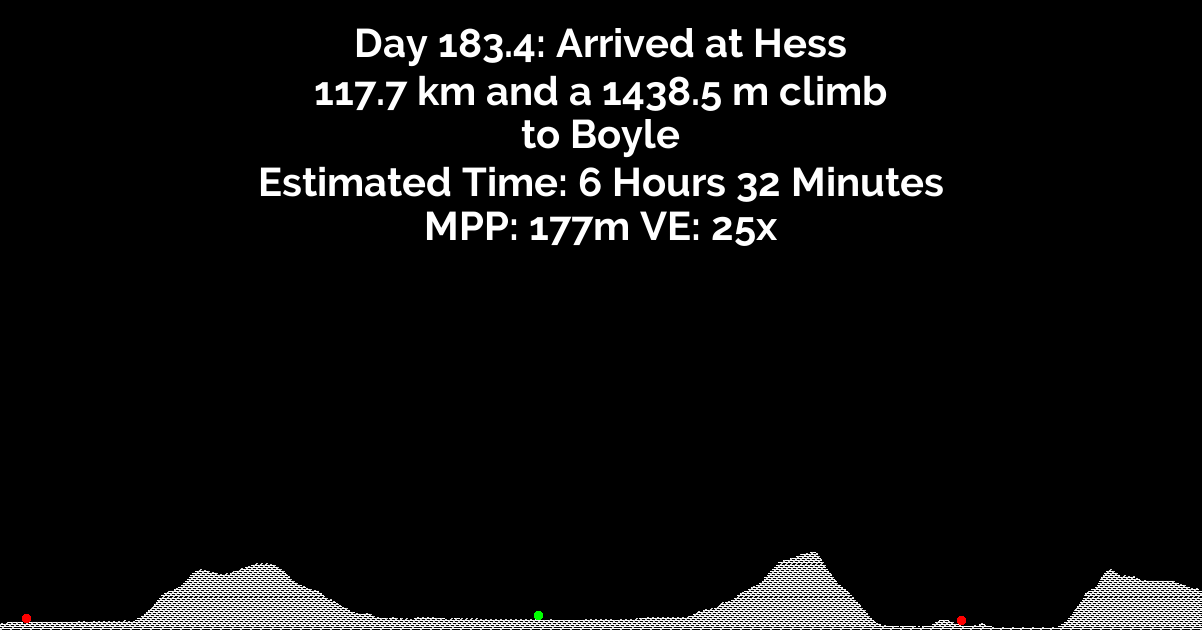 Day 183.4: Arrived at Hess
117.7 km and a 1438.5 m climb
to Boyle
Estimated Time: 6 Hours 32 Minutes
MPP: 177m VE: 25x